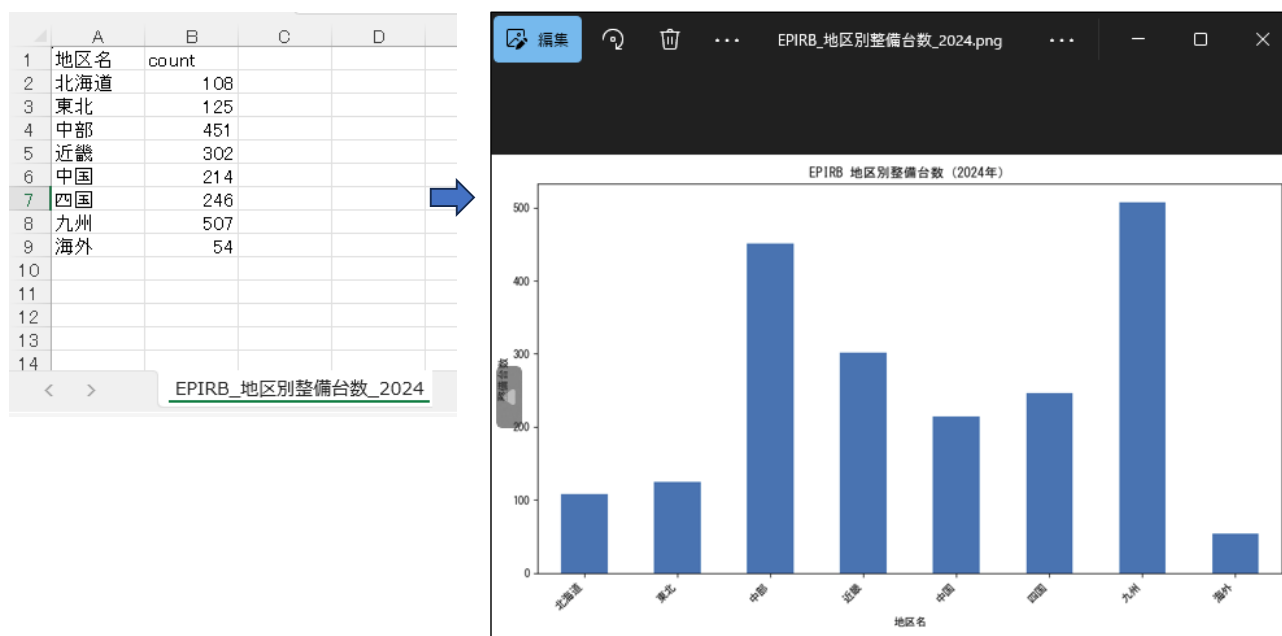 A B C D
1 地区名 count
2 北海道 108
3 東北 125
4 中部 451
5 近畿 302
6 中国 214
7 四国 246
8 九州 507
9 海外 54
10
11
12
13
14
EPIRB_地区別整備台数_2024
編集 EPIRB_地区別整備台数_2024.png
EPIRB 地区別整備台数 (2024年)
500
400
300
200
100
0
北海道 東北 中部 近畿 中国 四国 九州 海外
地区名